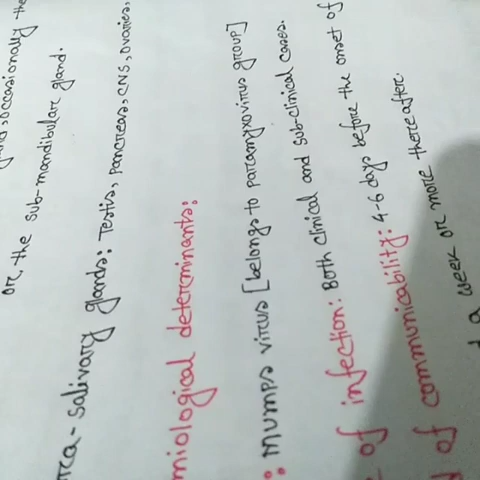 occasionally the
or the sub-mandibular gland.
salivary glands: Testis, pancreas, CNS, ovaries.
miological determinants:
: Mumps virus [belongs to paramyxovirus group]
of infection: Both clinical and sub-clinical cases.
of communicability: 4-6 days before the onset of
a week or more thereafter.